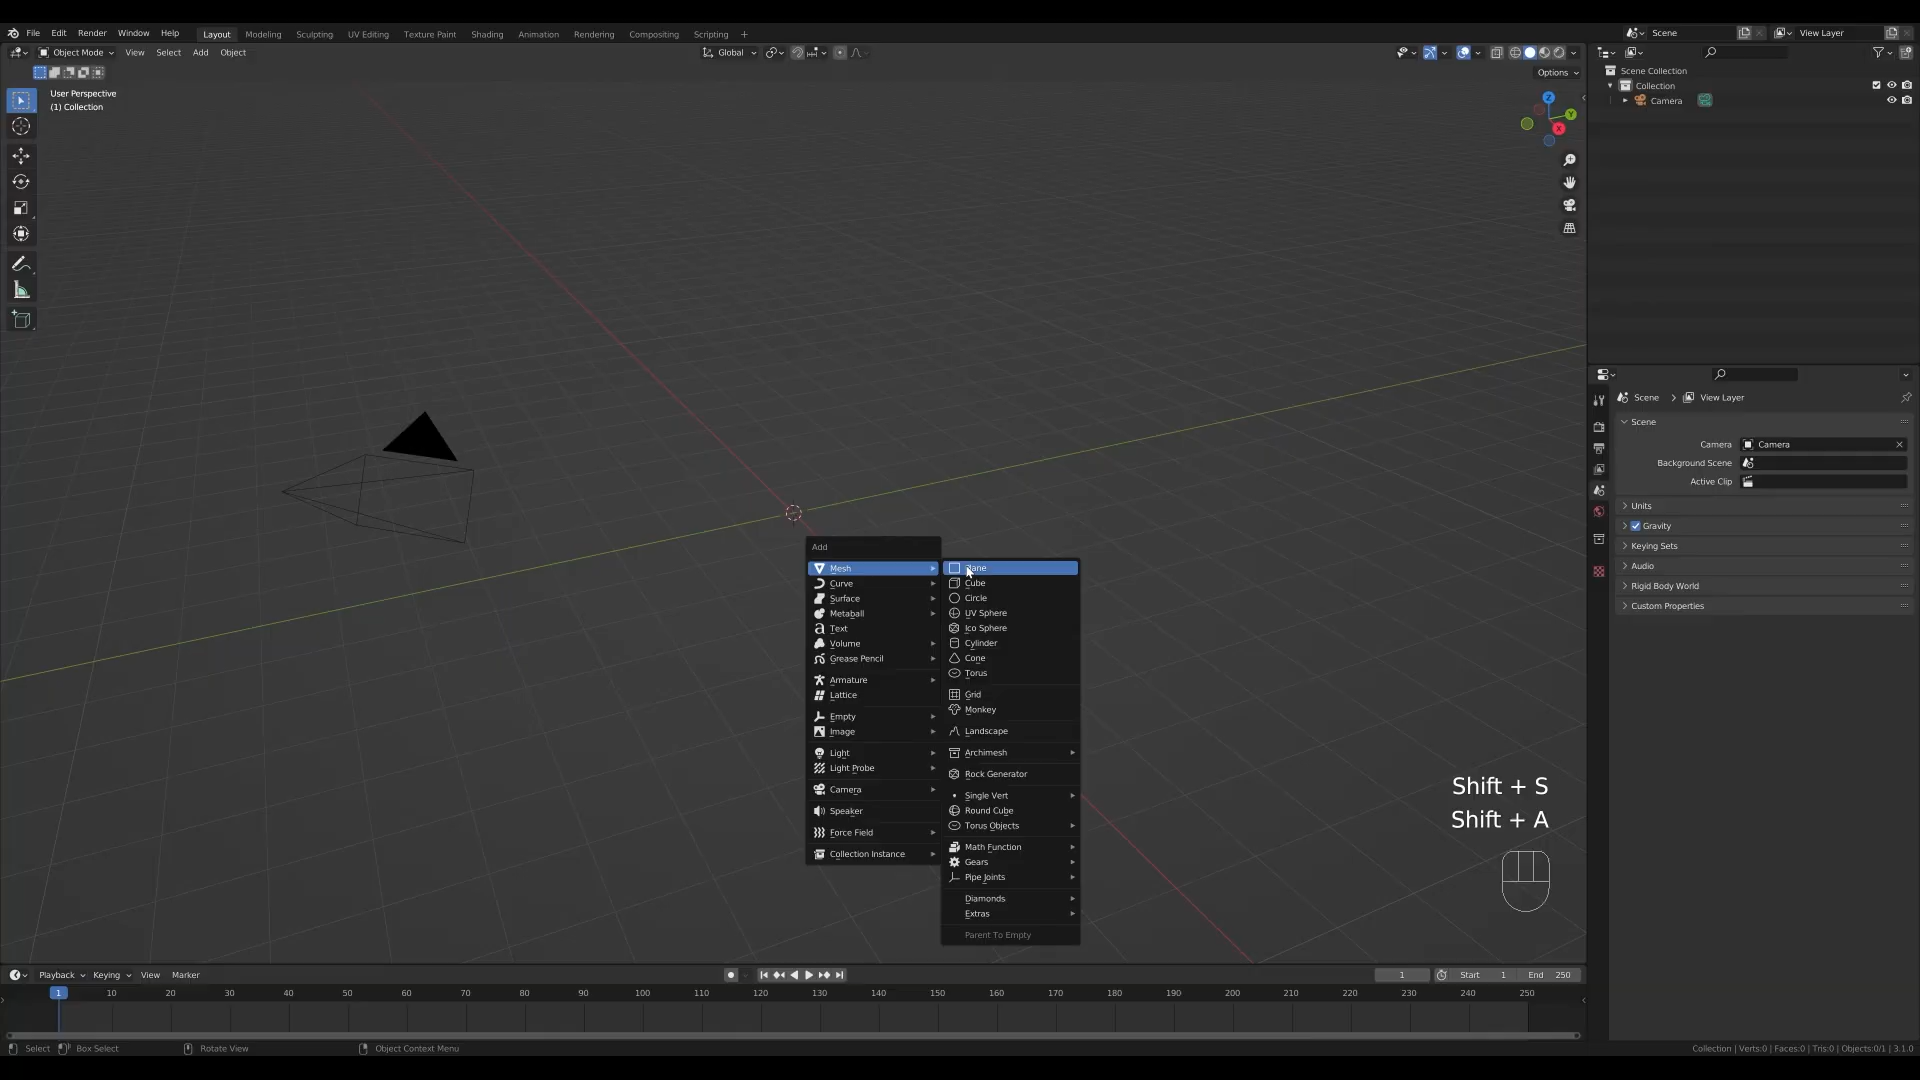 File Edit Render Window Help Layout Modeling Sculpting UV Editing Texture Paint Shading Animation Rendering Compositing Scripting + Scene View Layer
Object Mode View Select Add Object Global
Options
User Perspective
(1) Collection
Z
Y
X
Scene Collection
Collection
Camera
Scene > View Layer
Scene
Camera Camera
Background Scene
Active Clip
Units
Gravity
Keying Sets
Audio
Rigid Body World
Custom Properties
Add
Mesh
Curve
Surface
Metaball
Text
Volume
Grease Pencil
Armature
Lattice
Empty
Image
Light
Light Probe
Camera
Speaker
Force Field
Collection Instance
Plane
Cube
Circle
UV Sphere
Ico Sphere
Cylinder
Cone
Torus
Grid
Monkey
Landscape
Archimesh
Rock Generator
Single Vert
Round Cube
Torus Objects
Math Function
Gears
Pipe Joints
Diamonds
Extras
Parent To Empty
Shift + S
Shift + A
Playback Keying View Marker 1 Start 1 End 250
1 10 20 30 40 50 60 70 80 90 100 110 120 130 140 150 160 170 180 190 200 210 220 230 240 250
Select Box Select Rotate View Object Context Menu Collection | Verts:0 | Faces:0 | Tris:0 | Objects:0/1 | 3.1.0